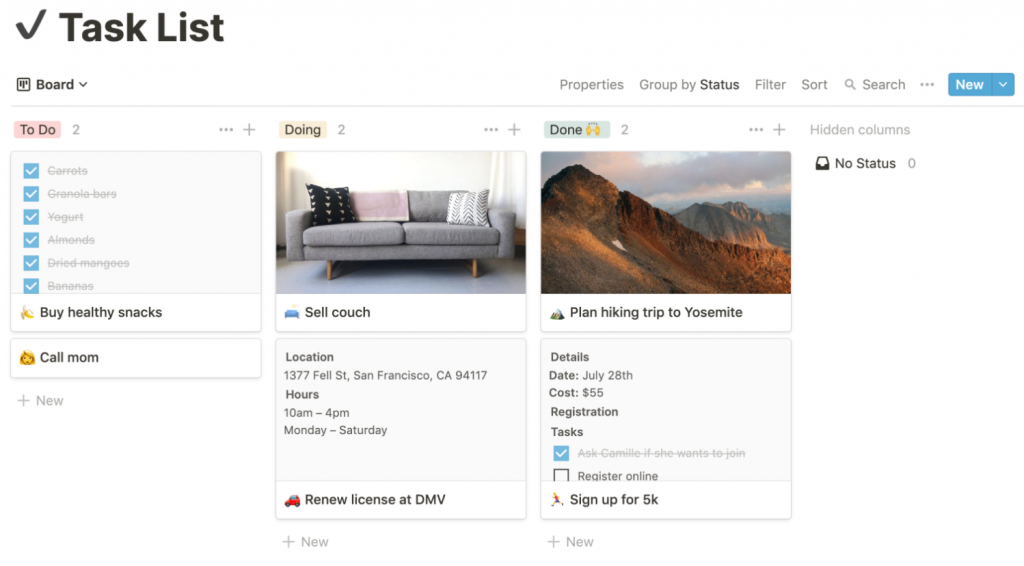 Task List
Board
Properties Group by Status Filter Sort Search New
To Do 2
Carrots
Granola bars
Yogurt
Almonds
Dried mangoes
Bananas
Buy healthy snacks
Call mom
New
Doing 2
Sell couch
Location
1377 Fell St, San Francisco, CA 94117
Hours
10am – 4pm
Monday – Saturday
Renew license at DMV
New
Done 2
Plan hiking trip to Yosemite
Details
Date: July 28th
Cost: $55
Registration
Tasks
Ask Camille if she wants to join
Register online
Sign up for 5k
New
Hidden columns
No Status 0